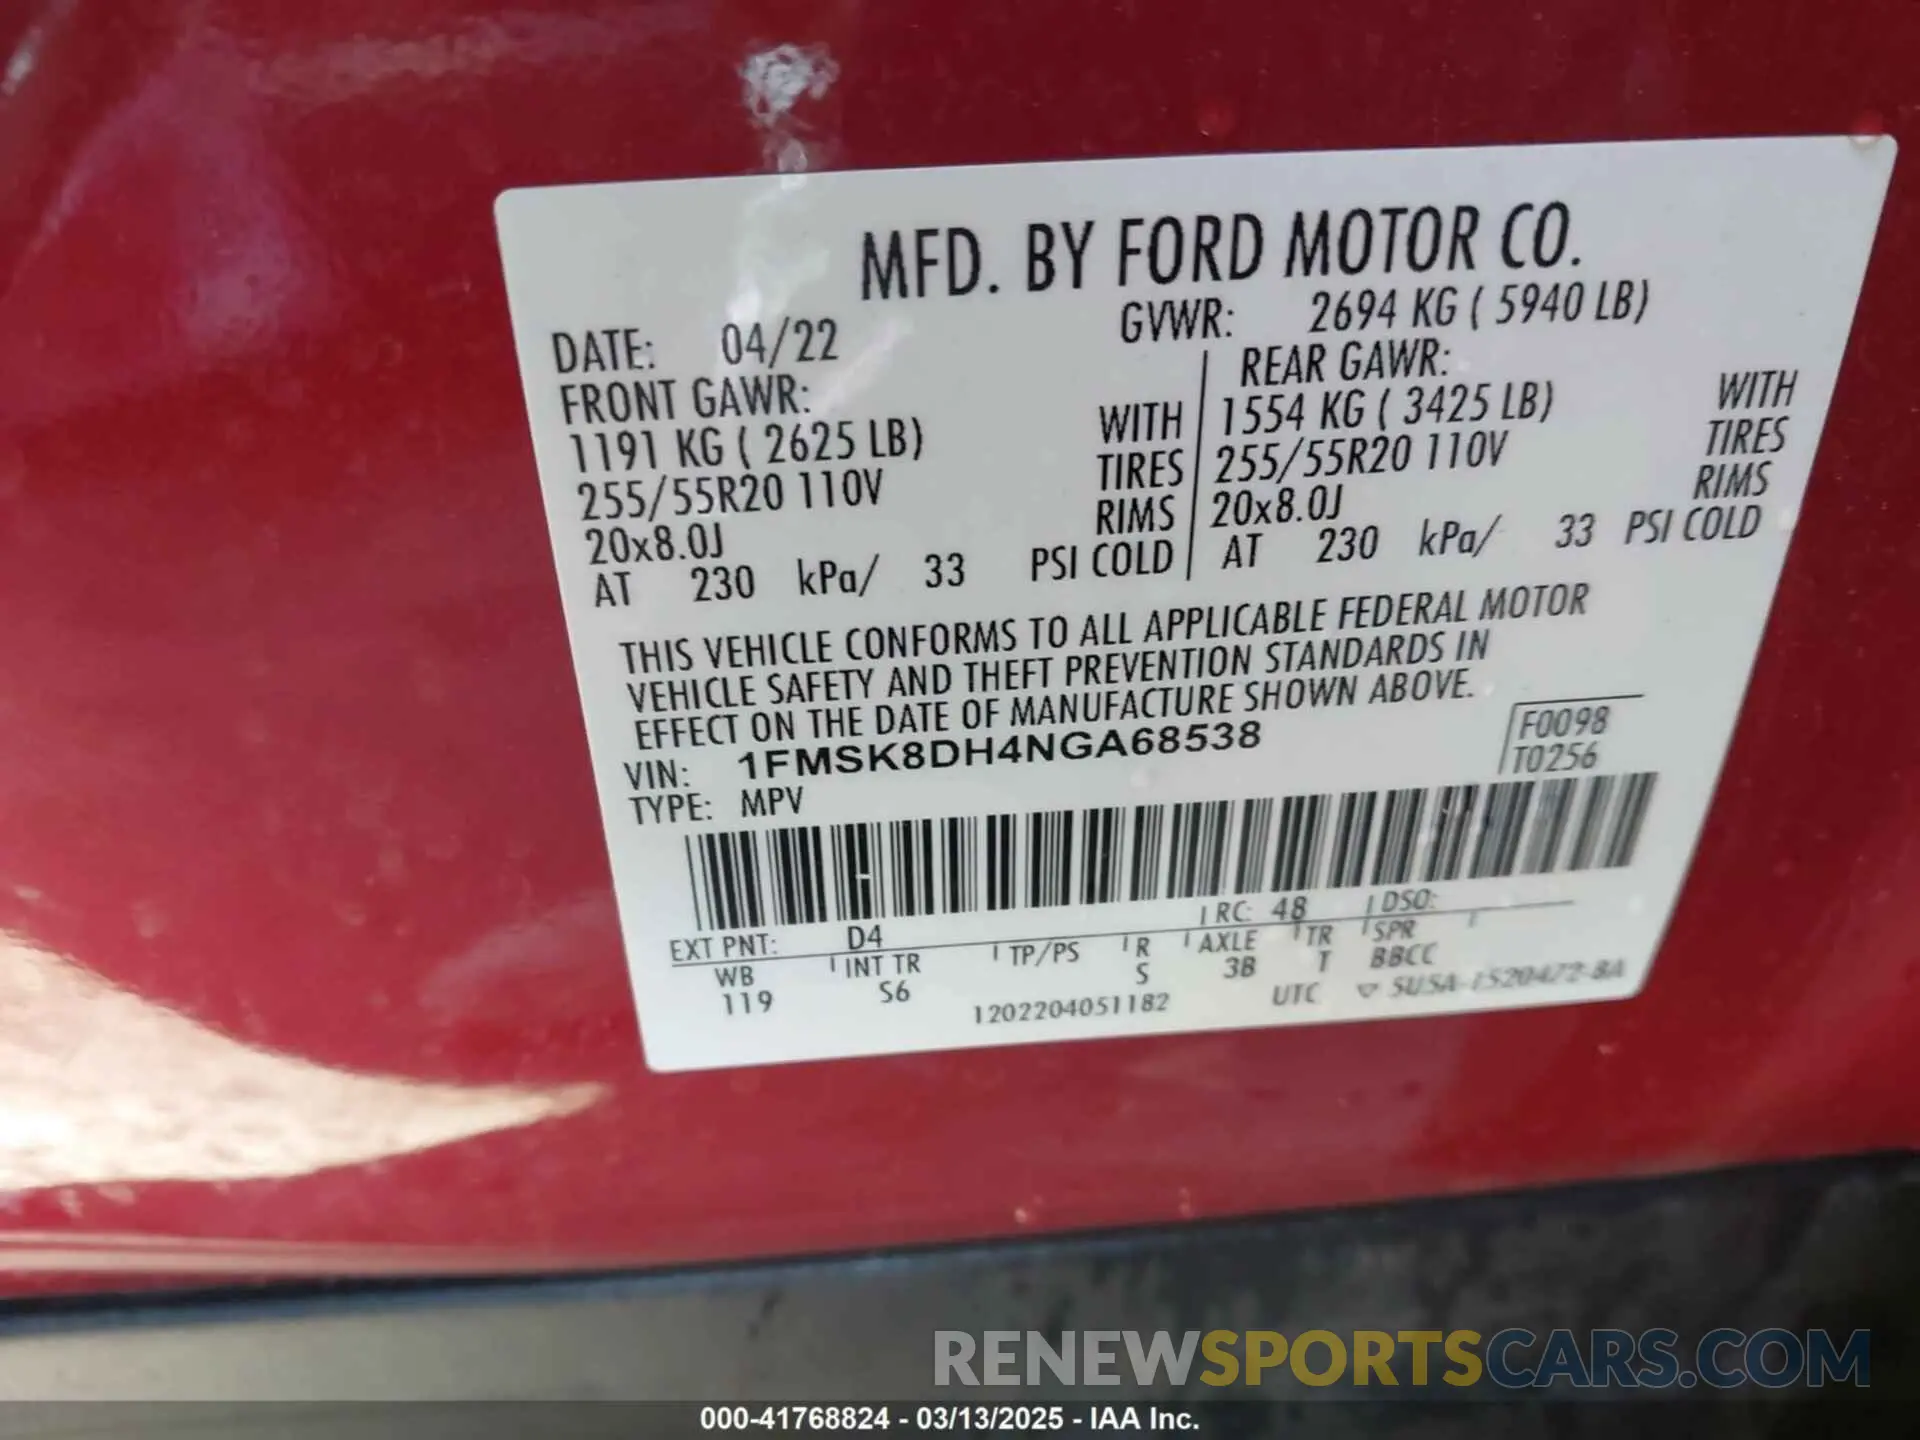 MFD. BY FORD MOTOR CO.
DATE: 04/22 GVWR: 2694 KG ( 5940 LB)
FRONT GAWR: REAR GAWR:
1191 KG ( 2625 LB) WITH 1554 KG ( 3425 LB) WITH
255/55R20 110V TIRES 255/55R20 110V TIRES
20x8.0J RIMS 20x8.0J RIMS
AT 230 kPa/ 33 PSI COLD AT 230 kPa/ 33 PSI COLD
THIS VEHICLE CONFORMS TO ALL APPLICABLE FEDERAL MOTOR
VEHICLE SAFETY AND THEFT PREVENTION STANDARDS IN
EFFECT ON THE DATE OF MANUFACTURE SHOWN ABOVE.
VIN: 1FMSK8DH4NGA68538 F0098
TYPE: MPV T0256
EXT PNT: D4 RC: 48 DSO:
WB INT TR TP/PS R AXLE TR SPR
119 S6 S 3B T BBCC
1202204051182 UTC ▽ 5U5A-1520472-BA
RENEWSPORTSCARS.COM
000-41768824 - 03/13/2025 - IAA Inc.